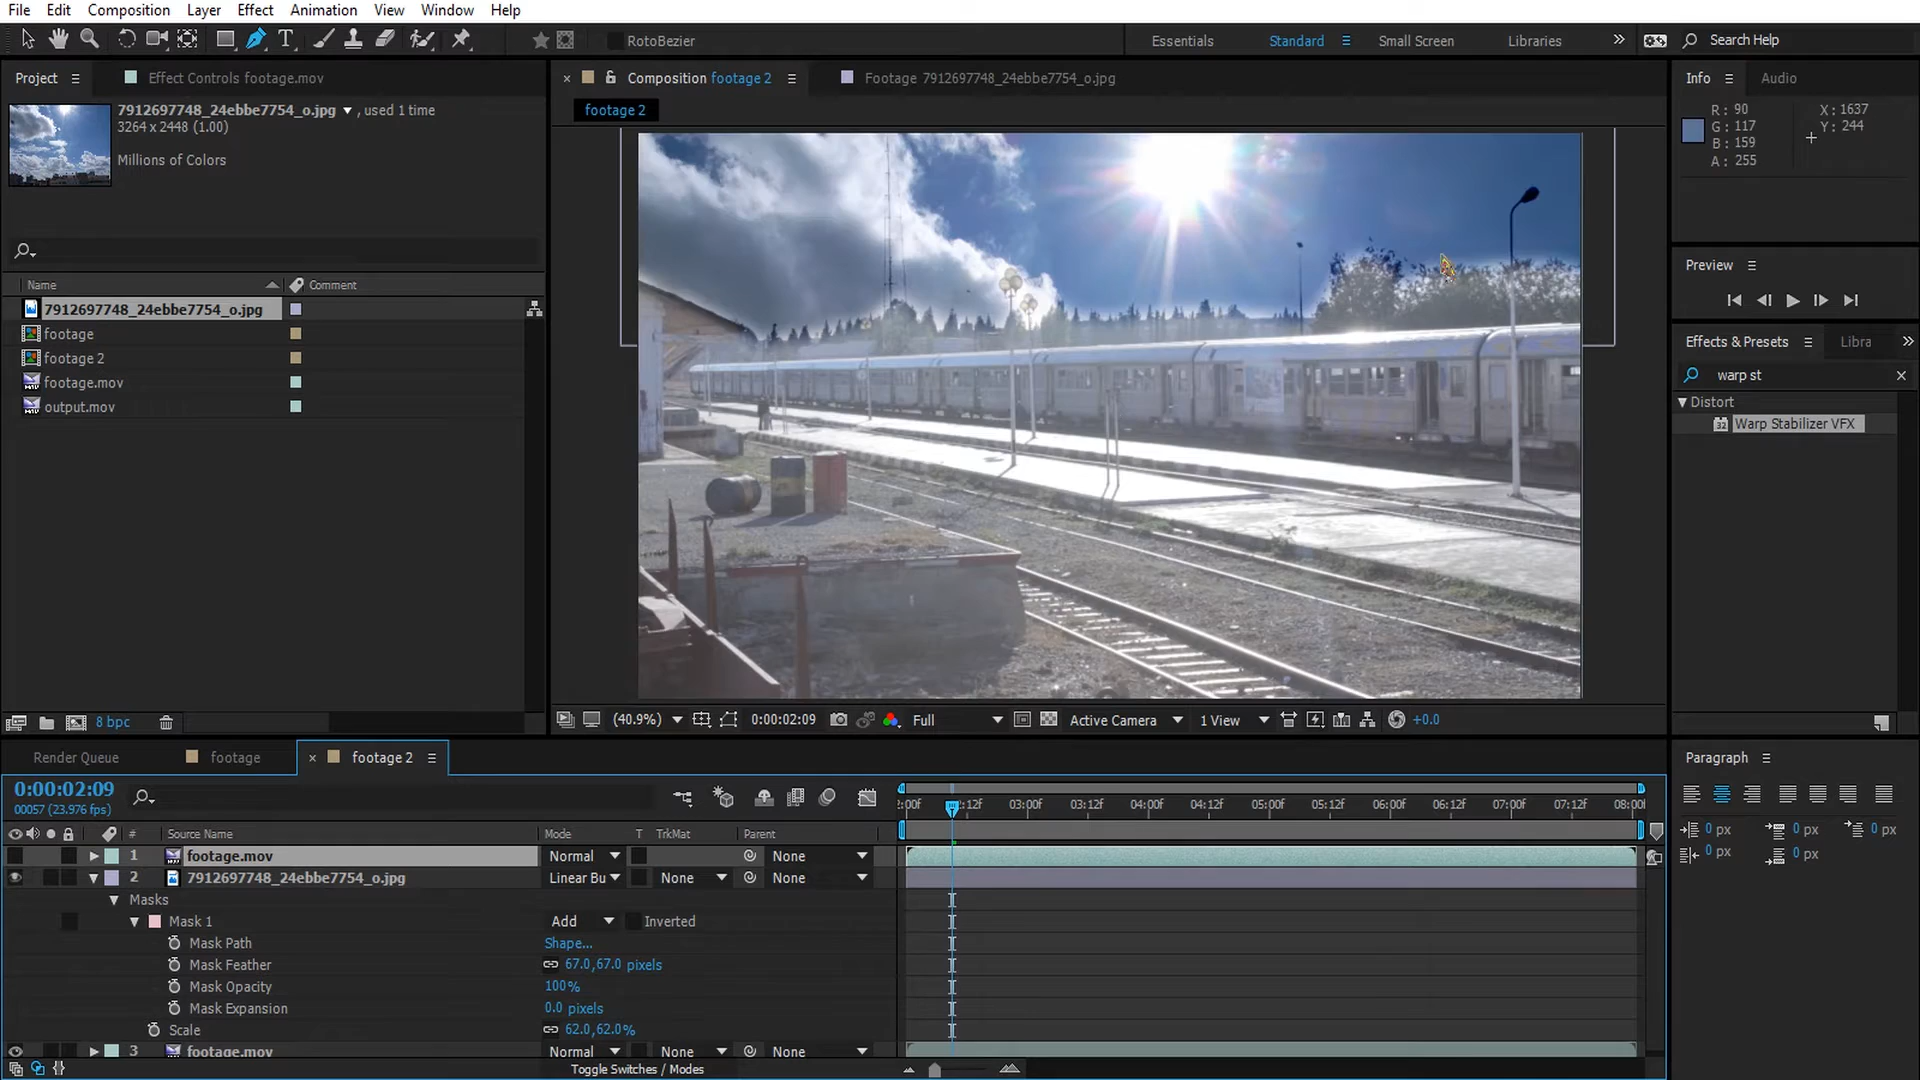 File Edit Composition Layer Effect Animation View Window Help
RotoBezier
Essentials Standard Small Screen Libraries Search Help
Project Effect Controls footage.mov
7912697748_24ebbe7754_o.jpg , used 1 time
3264 x 2448 (1.00)
Millions of Colors
Name Comment
7912697748_24ebbe7754_o.jpg
footage
footage 2
footage.mov
output.mov
8 bpc
Composition footage 2 Footage 7912697748_24ebbe7754_o.jpg
footage 2
(40.9%) 0:00:02:09 Full Active Camera 1 View +0.0
Info Audio
R: 90 X: 1637
G: 117 Y: 244
B: 159
A: 255
Preview
Effects & Presets Libra
warp st
Distort
32 Warp Stabilizer VFX
Render Queue footage footage 2
0:00:02:09
00057 (23.976 fps)
2:00f 12f 03:00f 03:12f 04:00f 04:12f 05:00f 05:12f 06:00f 06:12f 07:00f 07:12f 08:00f
# Source Name Mode T TrkMat Parent
1 footage.mov Normal None
2 7912697748_24ebbe7754_o.jpg Linear Bu None None
Masks
Mask 1 Add Inverted
Mask Path Shape...
Mask Feather 67.0,67.0 pixels
Mask Opacity 100%
Mask Expansion 0.0 pixels
Scale 62.0,62.0%
3 footage.mov Normal None None
Toggle Switches / Modes
Paragraph
0 px 0 px 0 px
0 px 0 px